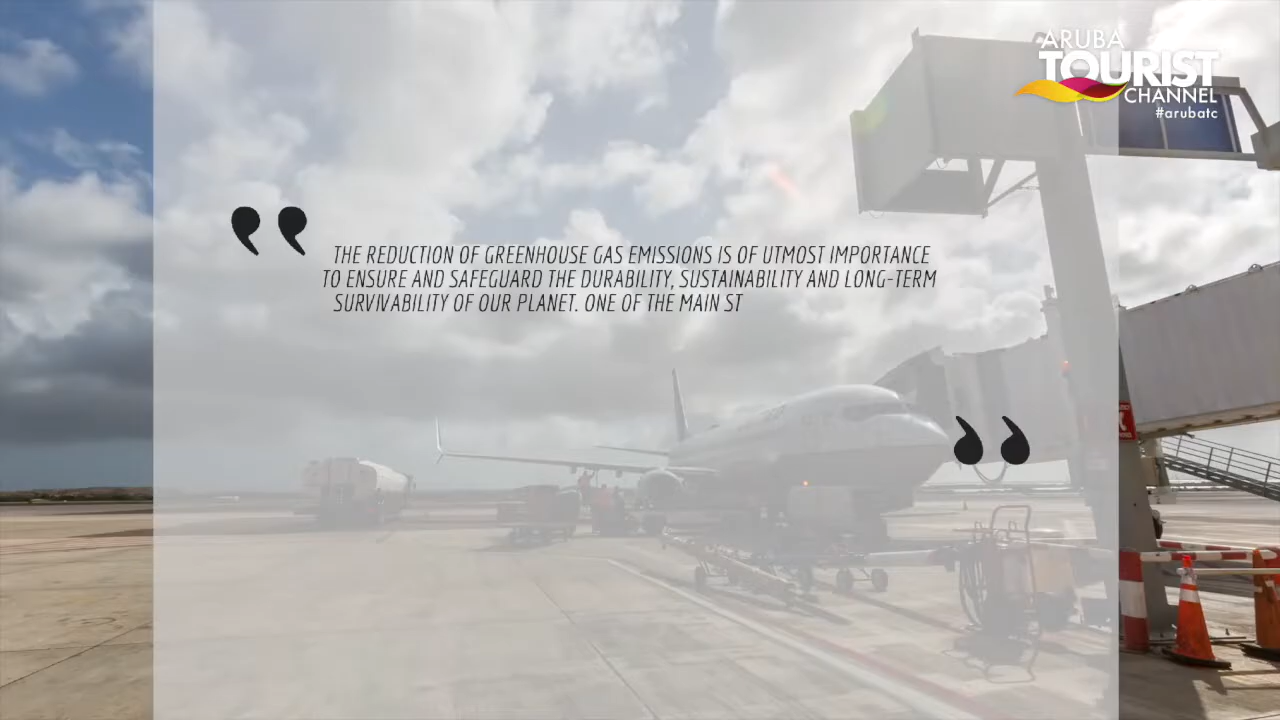 ARUBA
TOURIST
CHANNEL
#arubatc
THE REDUCTION OF GREENHOUSE GAS EMISSIONS IS OF UTMOST IMPORTANCE
TO ENSURE AND SAFEGUARD THE DURABILITY, SUSTAINABILITY AND LONG-TERM
SURVIVABILITY OF OUR PLANET. ONE OF THE MAIN ST